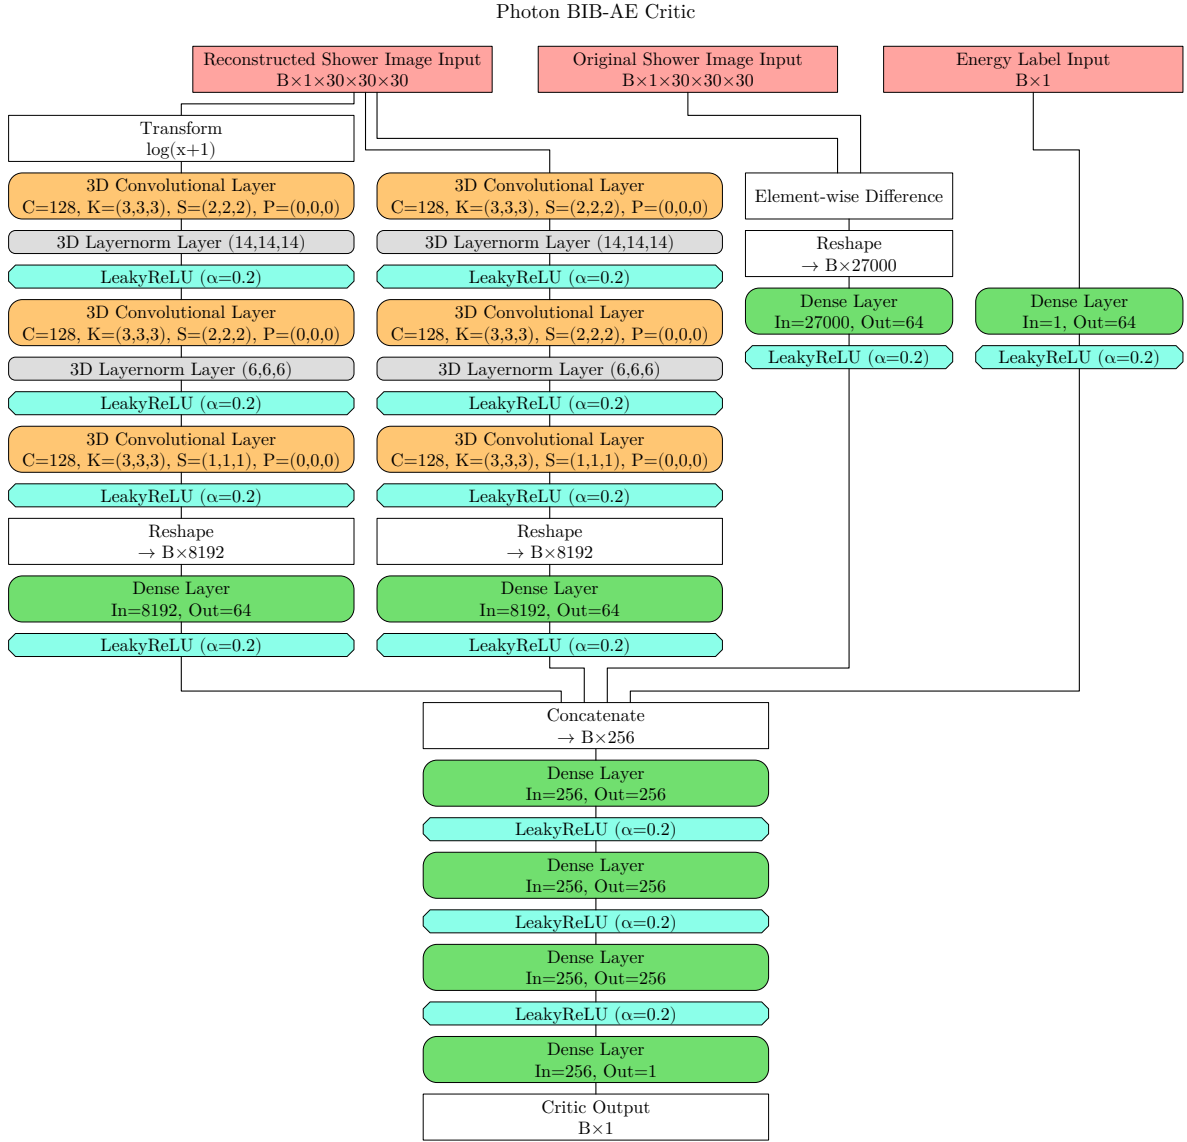 Photon BIB-AE Critic
Reconstructed Shower Image Input
B×1×30×30×30
Original Shower Image Input
B×1×30×30×30
Energy Label Input
B×1
Transform
log(x+1)
3D Convolutional Layer
C=128, K=(3,3,3), S=(2,2,2), P=(0,0,0)
3D Layernorm Layer (14,14,14)
LeakyReLU (α=0.2)
3D Convolutional Layer
C=128, K=(3,3,3), S=(2,2,2), P=(0,0,0)
3D Layernorm Layer (6,6,6)
LeakyReLU (α=0.2)
3D Convolutional Layer
C=128, K=(3,3,3), S=(1,1,1), P=(0,0,0)
LeakyReLU (α=0.2)
Reshape
→ B×8192
Dense Layer
In=8192, Out=64
LeakyReLU (α=0.2)
3D Convolutional Layer
C=128, K=(3,3,3), S=(2,2,2), P=(0,0,0)
3D Layernorm Layer (14,14,14)
LeakyReLU (α=0.2)
3D Convolutional Layer
C=128, K=(3,3,3), S=(2,2,2), P=(0,0,0)
3D Layernorm Layer (6,6,6)
LeakyReLU (α=0.2)
3D Convolutional Layer
C=128, K=(3,3,3), S=(1,1,1), P=(0,0,0)
LeakyReLU (α=0.2)
Reshape
→ B×8192
Dense Layer
In=8192, Out=64
LeakyReLU (α=0.2)
Element-wise Difference
Reshape
→ B×27000
Dense Layer
In=27000, Out=64
LeakyReLU (α=0.2)
Dense Layer
In=1, Out=64
LeakyReLU (α=0.2)
Concatenate
→ B×256
Dense Layer
In=256, Out=256
LeakyReLU (α=0.2)
Dense Layer
In=256, Out=256
LeakyReLU (α=0.2)
Dense Layer
In=256, Out=256
LeakyReLU (α=0.2)
Dense Layer
In=256, Out=1
Critic Output
B×1